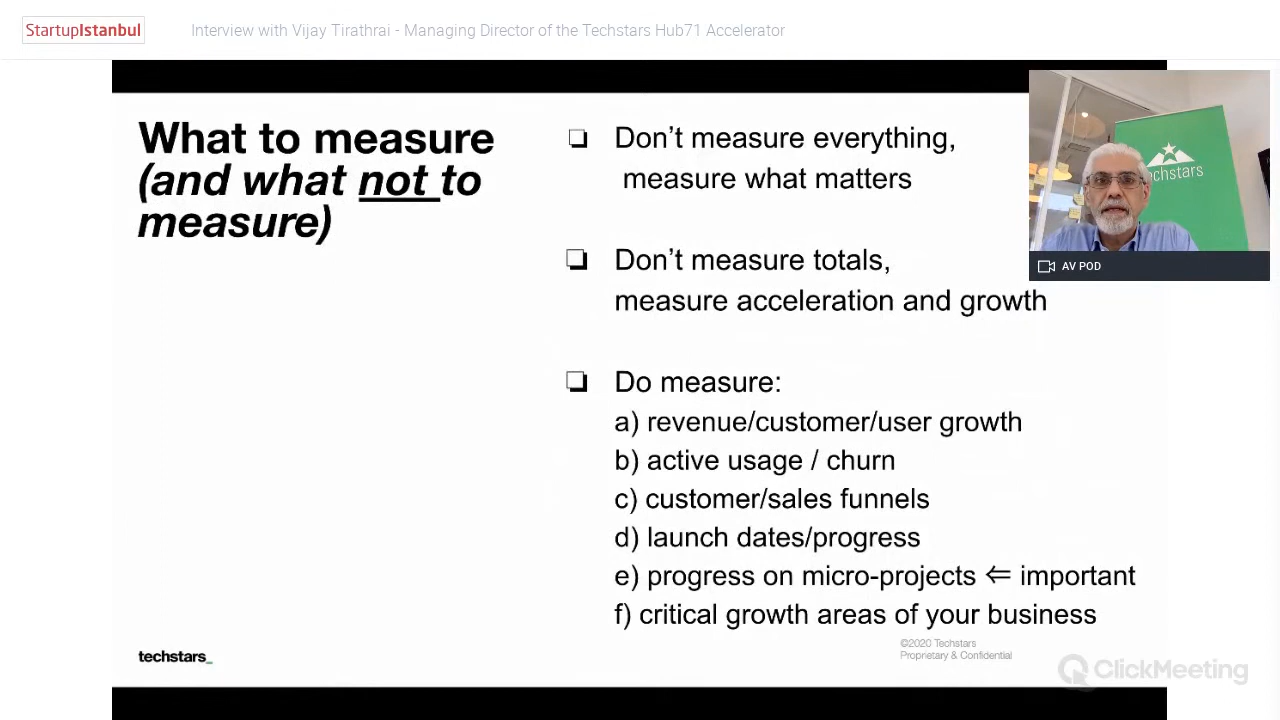 StartupIstanbul
Interview with Vijay Tirathrai - Managing Director of the Techstars Hub71 Accelerator
What to measure
(and what not to
measure)
❏ Don’t measure everything,
measure what matters
❏ Don’t measure totals,
measure acceleration and growth
❏ Do measure:
a) revenue/customer/user growth
b) active usage / churn
c) customer/sales funnels
d) launch dates/progress
e) progress on micro-projects ⇐ important
f) critical growth areas of your business
techstars_
©2020 Techstars
Proprietary & Confidential
echstars
AV POD
ClickMeeting